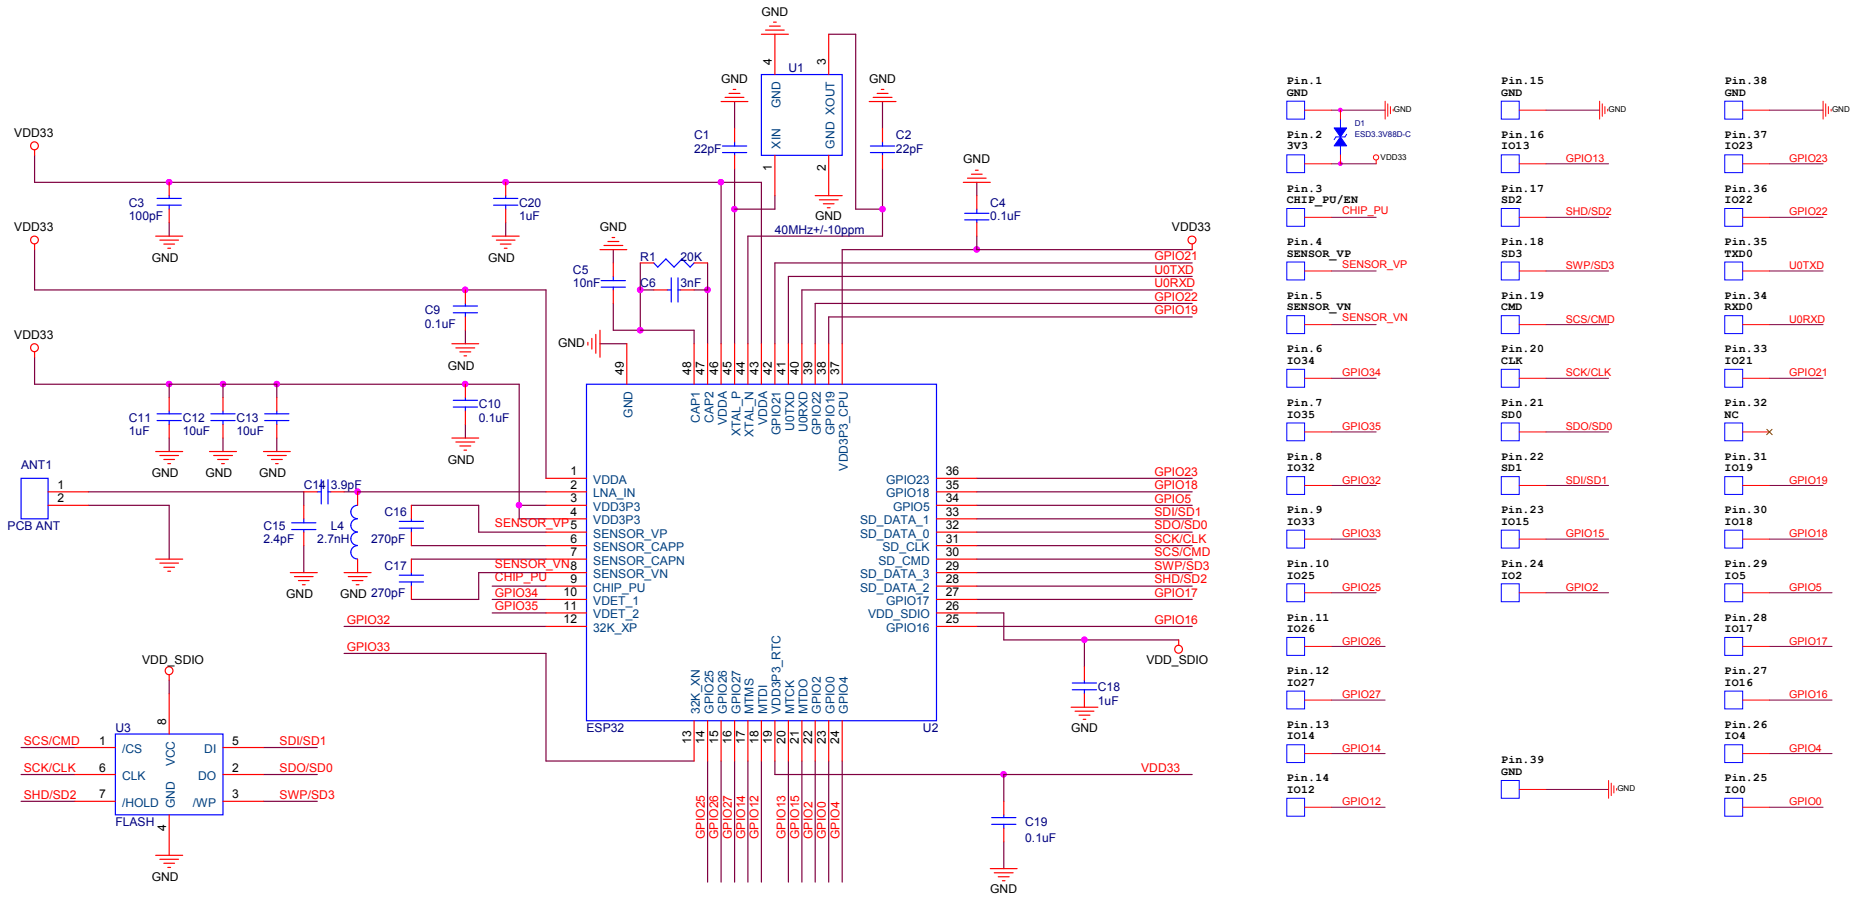 GND
4
3
U1
GND
GND
GND
XOUT
XIN
GND
C1
22pF
C2
22pF
1
2
GND
40MHz+/-10ppm
VDD33
C3
100pF
GND
C20
1uF
GND
GND
C4
0.1uF
VDD33
VDD33
C9
0.1uF
GND
GND
C5
10nF
R1
20K
C6
3nF
GND
GPIO21
U0TXD
U0RXD
GPIO22
GPIO19
VDD33
C11
1uF
C12
10uF
C13
10uF
C10
0.1uF
GND
GND
GND
GND
49
48
47
46
45
44
43
42
41
40
39
38
37
GND
CAP1
CAP2
VDDA
XTAL_P
XTAL_N
VDDA
GPIO21
U0TXD
U0RXD
GPIO22
GPIO19
VDD3P3_CPU
ANT1
1
2
PCB ANT
C14
3.9pF
C15
2.4pF
L4
2.7nH
GND
GND
C16
270pF
C17
270pF
SENSOR_VP
SENSOR_VN
CHIP_PU
GPIO34
GPIO35
GPIO32
GPIO33
1
2
3
4
5
6
7
8
9
10
11
12
VDDA
LNA_IN
VDD3P3
VDD3P3
SENSOR_VP
SENSOR_CAPP
SENSOR_CAPN
SENSOR_VN
CHIP_PU
VDET_1
VDET_2
32K_XP
GPIO23
GPIO18
GPIO5
SD_DATA_1
SD_DATA_0
SD_CLK
SD_CMD
SD_DATA_3
SD_DATA_2
GPIO17
VDD_SDIO
GPIO16
36
35
34
33
32
31
30
29
28
27
26
25
GPIO23
GPIO18
GPIO5
SDI/SD1
SDO/SD0
SCK/CLK
SCS/CMD
SWP/SD3
SHD/SD2
GPIO17
GPIO16
VDD_SDIO
C18
1uF
GND
32K_XN
GPIO25
GPIO26
GPIO27
MTMS
MTDI
VDD3P3_RTC
MTCK
MTDO
GPIO2
GPIO0
GPIO4
ESP32
U2
13
14
15
16
17
18
19
20
21
22
23
24
VDD33
GPIO25
GPIO26
GPIO27
GPIO14
GPIO12
GPIO13
GPIO15
GPIO2
GPIO0
GPIO4
C19
0.1uF
GND
VDD_SDIO
8
U3
SCS/CMD
1
/CS
VCC
DI
5
SDI/SD1
SCK/CLK
6
CLK
DO
2
SDO/SD0
SHD/SD2
7
/HOLD
GND
/WP
3
SWP/SD3
FLASH
4
GND
Pin.1
GND
GND
D1
ESD3.3V88D-C
Pin.2
3V3
VDD33
Pin.3
CHIP_PU/EN
CHIP_PU
Pin.4
SENSOR_VP
SENSOR_VP
Pin.5
SENSOR_VN
SENSOR_VN
Pin.6
IO34
GPIO34
Pin.7
IO35
GPIO35
Pin.8
IO32
GPIO32
Pin.9
IO33
GPIO33
Pin.10
IO25
GPIO25
Pin.11
IO26
GPIO26
Pin.12
IO27
GPIO27
Pin.13
IO14
GPIO14
Pin.14
IO12
GPIO12
Pin.15
GND
GND
Pin.16
IO13
GPIO13
Pin.17
SD2
SHD/SD2
Pin.18
SD3
SWP/SD3
Pin.19
CMD
SCS/CMD
Pin.20
CLK
SCK/CLK
Pin.21
SD0
SDO/SD0
Pin.22
SD1
SDI/SD1
Pin.23
IO15
GPIO15
Pin.24
IO2
GPIO2
Pin.39
GND
GND
Pin.38
GND
GND
Pin.37
IO23
GPIO23
Pin.36
IO22
GPIO22
Pin.35
TXD0
U0TXD
Pin.34
RXD0
U0RXD
Pin.33
IO21
GPIO21
Pin.32
NC
Pin.31
IO19
GPIO19
Pin.30
IO18
GPIO18
Pin.29
IO5
GPIO5
Pin.28
IO17
GPIO17
Pin.27
IO16
GPIO16
Pin.26
IO4
GPIO4
Pin.25
IO0
GPIO0